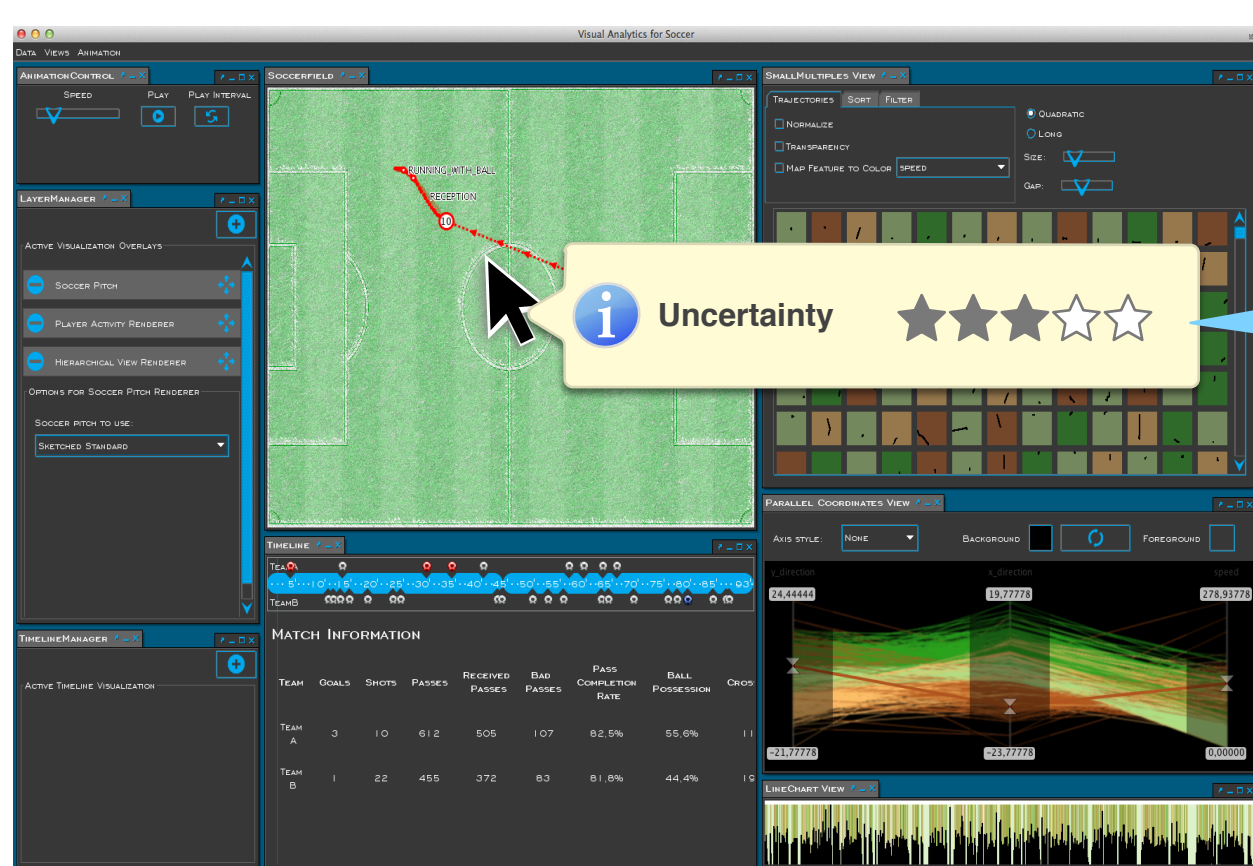 Visual Analytics for Soccer
Data Views Animation
AnimationControl
Speed Play Play Interval
LayerManager
Active Visualization Overlays
Soccer Pitch
Player Activity Renderer
Hierarchical View Renderer
Options for Soccer Pitch Renderer
Soccer pitch to use:
Sketched Standard
TimelineManager
Active Timeline Visualization
Soccerfield
RUNNING_WITH_BALL
RECEPTION
10
Uncertainty
Timeline
TeamA
5' 10' 15' 20' 25' 30' 35' 40' 45' 50' 55' 60' 65' 70' 75' 80' 85' 93'
TeamB
Match Information
Team Goals Shots Passes Received Passes Bad Passes Pass Completion Rate Ball Possession Cros
Team A 3 10 612 505 107 82,5% 55,6% 11
Team B 1 22 455 372 83 81,8% 44,4% 19
SmallMultiples View
Trajectories Sort Filter
Normalize
Transparency
Map Feature to Color speed
Quadratic
Long
Size:
Gap:
Parallel Coordinates View
Axis style: None Background Foreground
y_direction x_direction speed
24,44444 19,77778 278,93778
-21,77778 -23,77778 0,00000
LineChart View